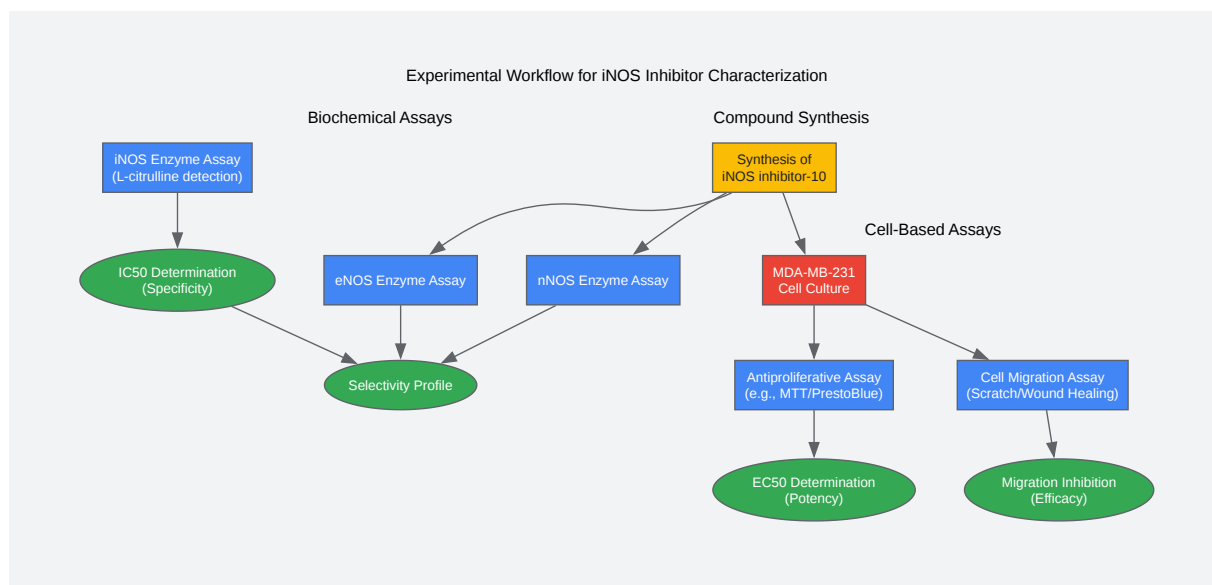 Experimental Workflow for iNOS Inhibitor Characterization
Biochemical Assays
Compound Synthesis
iNOS Enzyme Assay
(L-citrulline detection)
Synthesis of
iNOS inhibitor-10
Cell-Based Assays
IC50 Determination
(Specificity)
eNOS Enzyme Assay
nNOS Enzyme Assay
MDA-MB-231
Cell Culture
Selectivity Profile
Antiproliferative Assay
(e.g., MTT/PrestoBlue)
Cell Migration Assay
(Scratch/Wound Healing)
EC50 Determination
(Potency)
Migration Inhibition
(Efficacy)